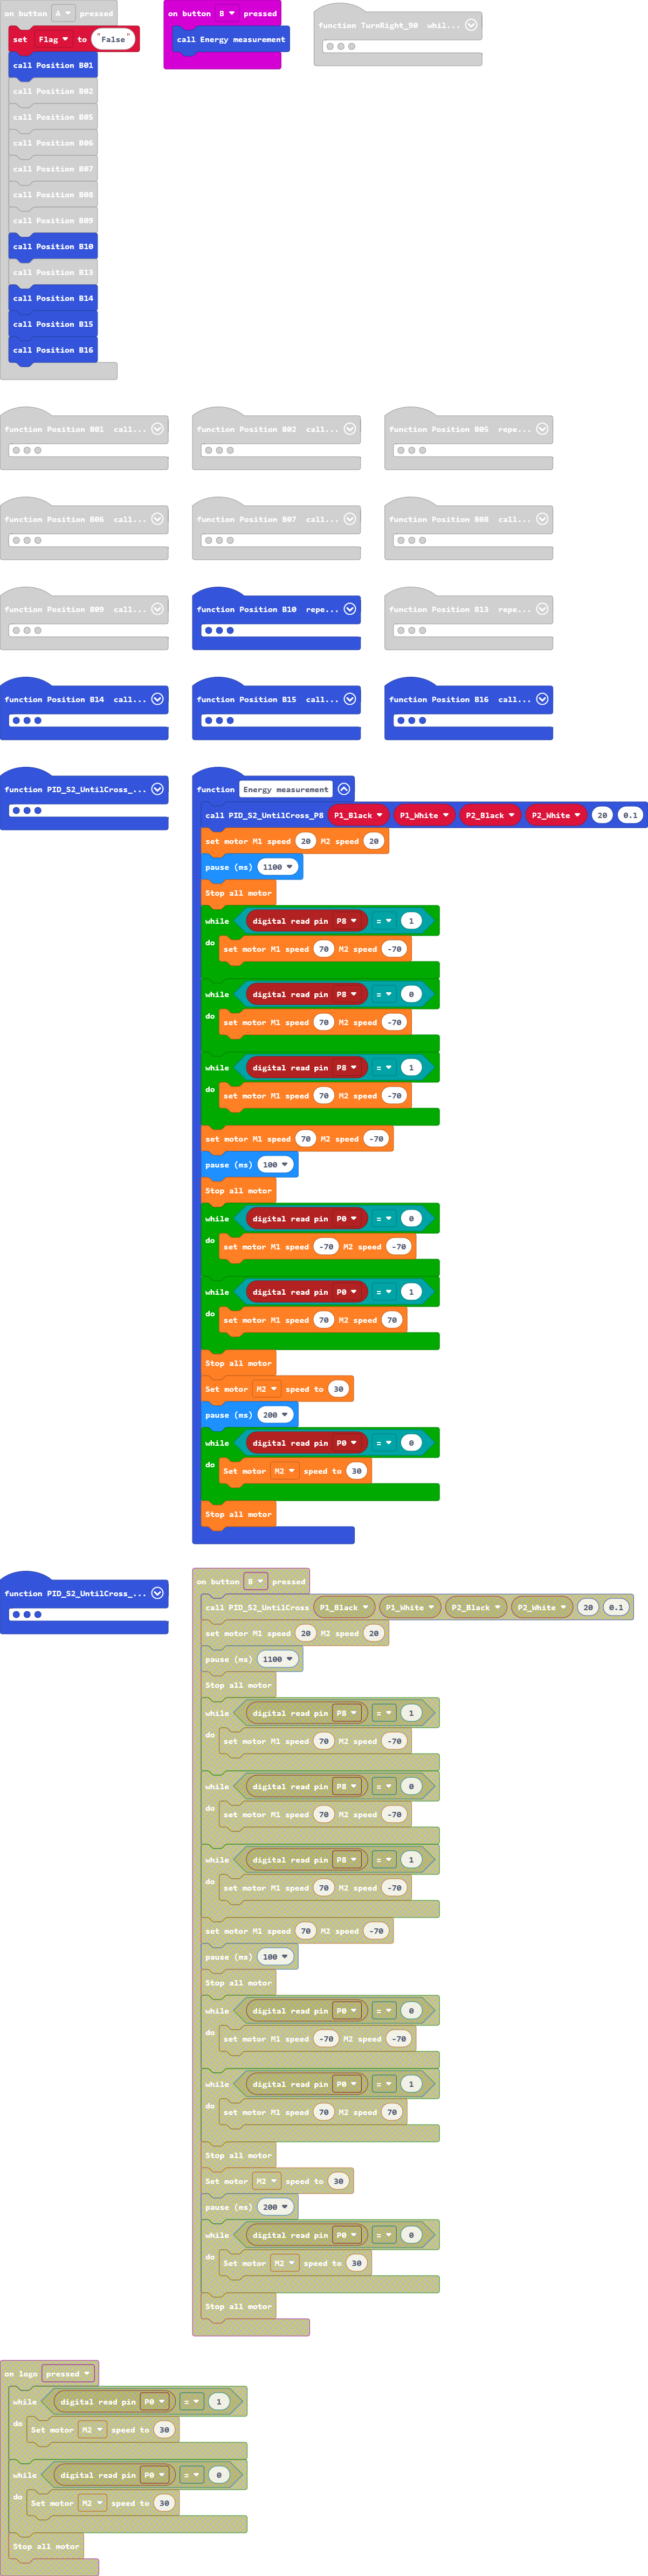 on button A pressed
set Flag to "False"
call Position B01
call Position B02
call Position B05
call Position B06
call Position B07
call Position B08
call Position B09
call Position B10
call Position B13
call Position B14
call Position B15
call Position B16
on button B pressed
call Energy measurement
function TurnRight_90 whil...
function Position B01 call...
function Position B02 call...
function Position B05 repe...
function Position B06 call...
function Position B07 call...
function Position B08 call...
function Position B09 call...
function Position B10 repe...
function Position B13 repe...
function Position B14 call...
function Position B15 call...
function Position B16 call...
function PID_S2_UntilCross_...
function Energy measurement
call PID_S2_UntilCross_P8 P1_Black P1_White P2_Black P2_White 20 0.1
set motor M1 speed 20 M2 speed 20
pause (ms) 1100
Stop all motor
while digital read pin P8 = 1
do set motor M1 speed 70 M2 speed -70
while digital read pin P8 = 0
do set motor M1 speed 70 M2 speed -70
while digital read pin P8 = 1
do set motor M1 speed 70 M2 speed -70
set motor M1 speed 70 M2 speed -70
pause (ms) 100
Stop all motor
while digital read pin P0 = 0
do set motor M1 speed -70 M2 speed -70
while digital read pin P0 = 1
do set motor M1 speed 70 M2 speed 70
Stop all motor
Set motor M2 speed to 30
pause (ms) 200
while digital read pin P0 = 0
do Set motor M2 speed to 30
Stop all motor
function PID_S2_UntilCross_...
on button B pressed
call PID_S2_UntilCross P1_Black P1_White P2_Black P2_White 20 0.1
set motor M1 speed 20 M2 speed 20
pause (ms) 1100
Stop all motor
while digital read pin P8 = 1
do set motor M1 speed 70 M2 speed -70
while digital read pin P8 = 0
do set motor M1 speed 70 M2 speed -70
while digital read pin P8 = 1
do set motor M1 speed 70 M2 speed -70
set motor M1 speed 70 M2 speed -70
pause (ms) 100
Stop all motor
while digital read pin P0 = 0
do set motor M1 speed -70 M2 speed -70
while digital read pin P0 = 1
do set motor M1 speed 70 M2 speed 70
Stop all motor
Set motor M2 speed to 30
pause (ms) 200
while digital read pin P0 = 0
do Set motor M2 speed to 30
Stop all motor
on logo pressed
while digital read pin P0 = 1
do Set motor M2 speed to 30
while digital read pin P0 = 0
do Set motor M2 speed to 30
Stop all motor